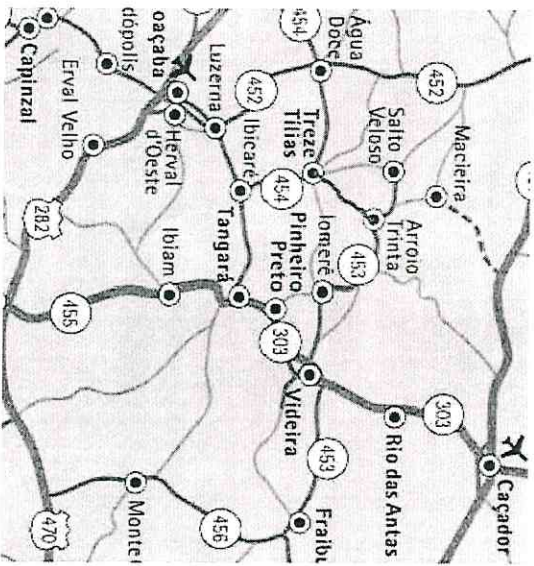 Caçador
Macieira
303
452
Salto
Veloso
Arroio
Trinta
Rio das Antas
453
Água
Doce
453
Iomerê
Fraibu
Treze
Tílias
Pinheiro
Preto
454
Videira
454
303
452
Ibicaré
Tangará
456
Luzerna
Herval
d'Oeste
Ibiam
oaçaba
dópolis
Monte
Erval Velho
455
470
282
Capinzal